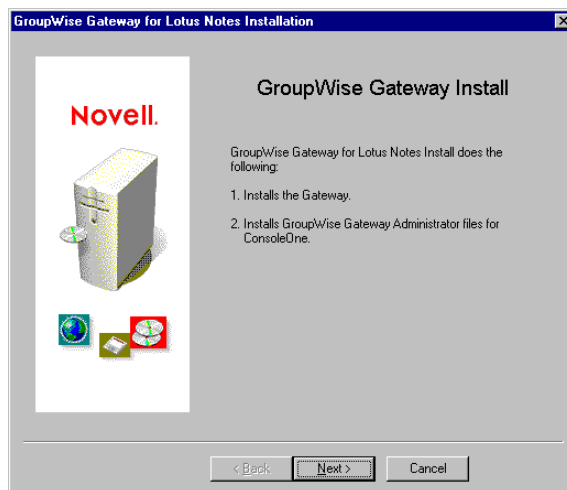 GroupWise Gateway for Lotus Notes Installation
Novell.
GroupWise Gateway Install
GroupWise Gateway for Lotus Notes Install does the
following:
1. Installs the Gateway.
2. Installs GroupWise Gateway Administrator files for
ConsoleOne.
< Back
Next >
Cancel